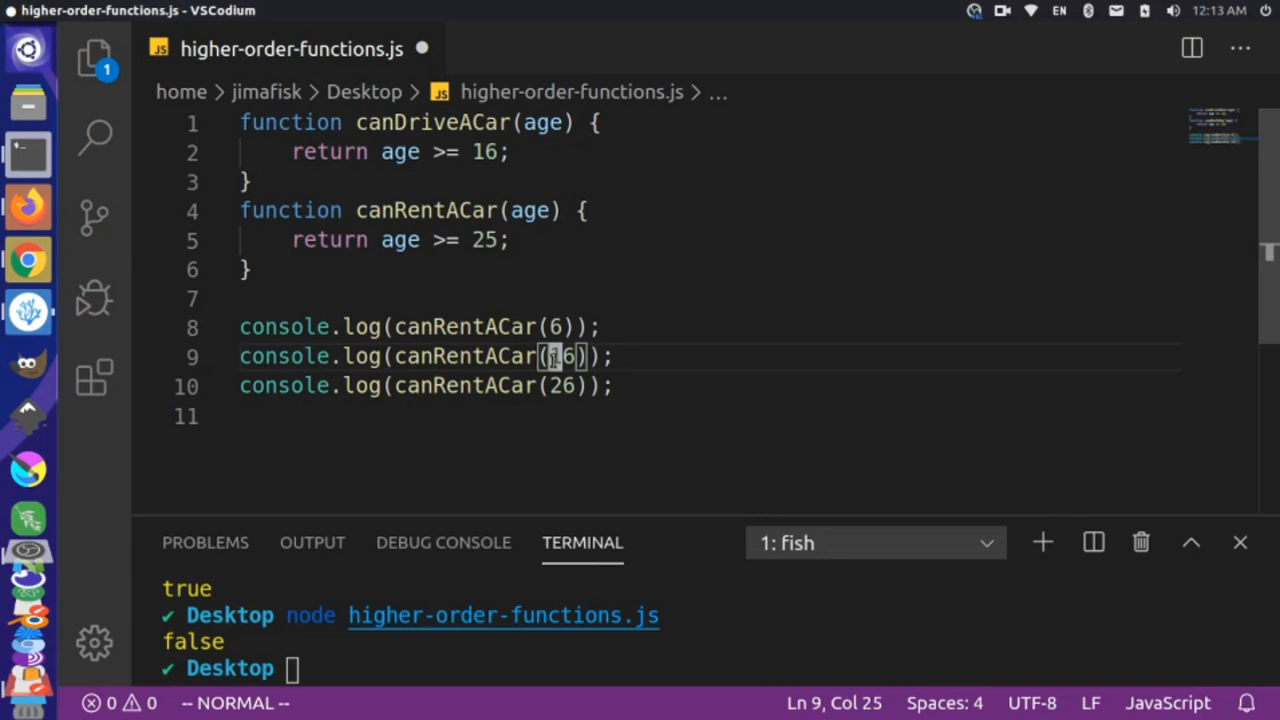 higher-order-functions.js - VSCodium
EN
12:13 AM
JS higher-order-functions.js
1
home > jimafisk > Desktop > JS higher-order-functions.js > ...
1 function canDriveACar(age) {
2 return age >= 16;
3 }
4 function canRentACar(age) {
5 return age >= 25;
6 }
7
8 console.log(canRentACar(6));
9 console.log(canRentACar(16));
10 console.log(canRentACar(26));
11
PROBLEMS OUTPUT DEBUG CONSOLE TERMINAL 1: fish
true
✔ Desktop node higher-order-functions.js
false
✔ Desktop
0 0 -- NORMAL -- Ln 9, Col 25 Spaces: 4 UTF-8 LF JavaScript